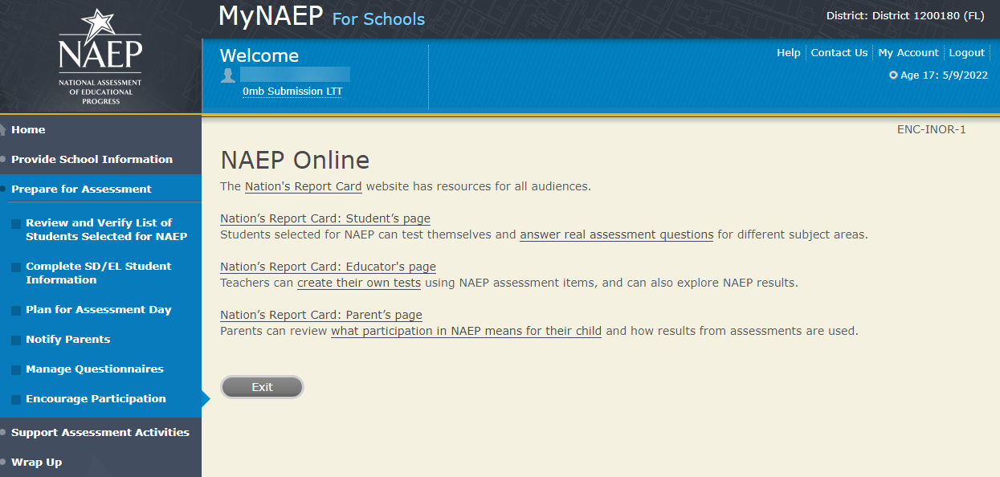 NAEP
NATIONAL ASSESSMENT
OF EDUCATIONAL
PROGRESS
MyNAEP For Schools
District: District 1200180 (FL)
Welcome
0mb Submission LTT
Help Contact Us My Account Logout
Age 17: 5/9/2022
Home
Provide School Information
Prepare for Assessment
Review and Verify List of
Students Selected for NAEP
Complete SD/EL Student
Information
Plan for Assessment Day
Notify Parents
Manage Questionnaires
Encourage Participation
Support Assessment Activities
Wrap Up
ENC-INOR-1
NAEP Online
The Nation's Report Card website has resources for all audiences.
Nation’s Report Card: Student’s page
Students selected for NAEP can test themselves and answer real assessment questions for different subject areas.
Nation’s Report Card: Educator's page
Teachers can create their own tests using NAEP assessment items, and can also explore NAEP results.
Nation’s Report Card: Parent’s page
Parents can review what participation in NAEP means for their child and how results from assessments are used.
Exit